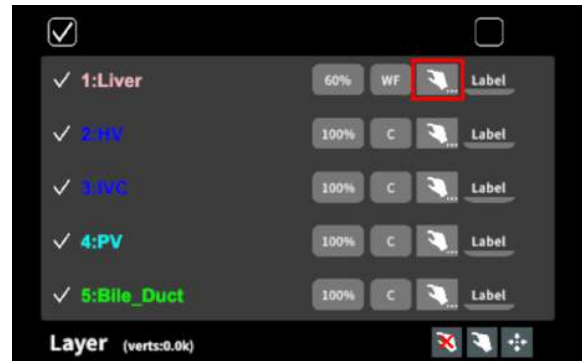 1:Liver 60% WF ... Label
2:HV 100% C ... Label
3:IVC 100% C ... Label
4:PV 100% C ... Label
5:Bile_Duct 100% C ... Label
Layer (verts:0.0k)